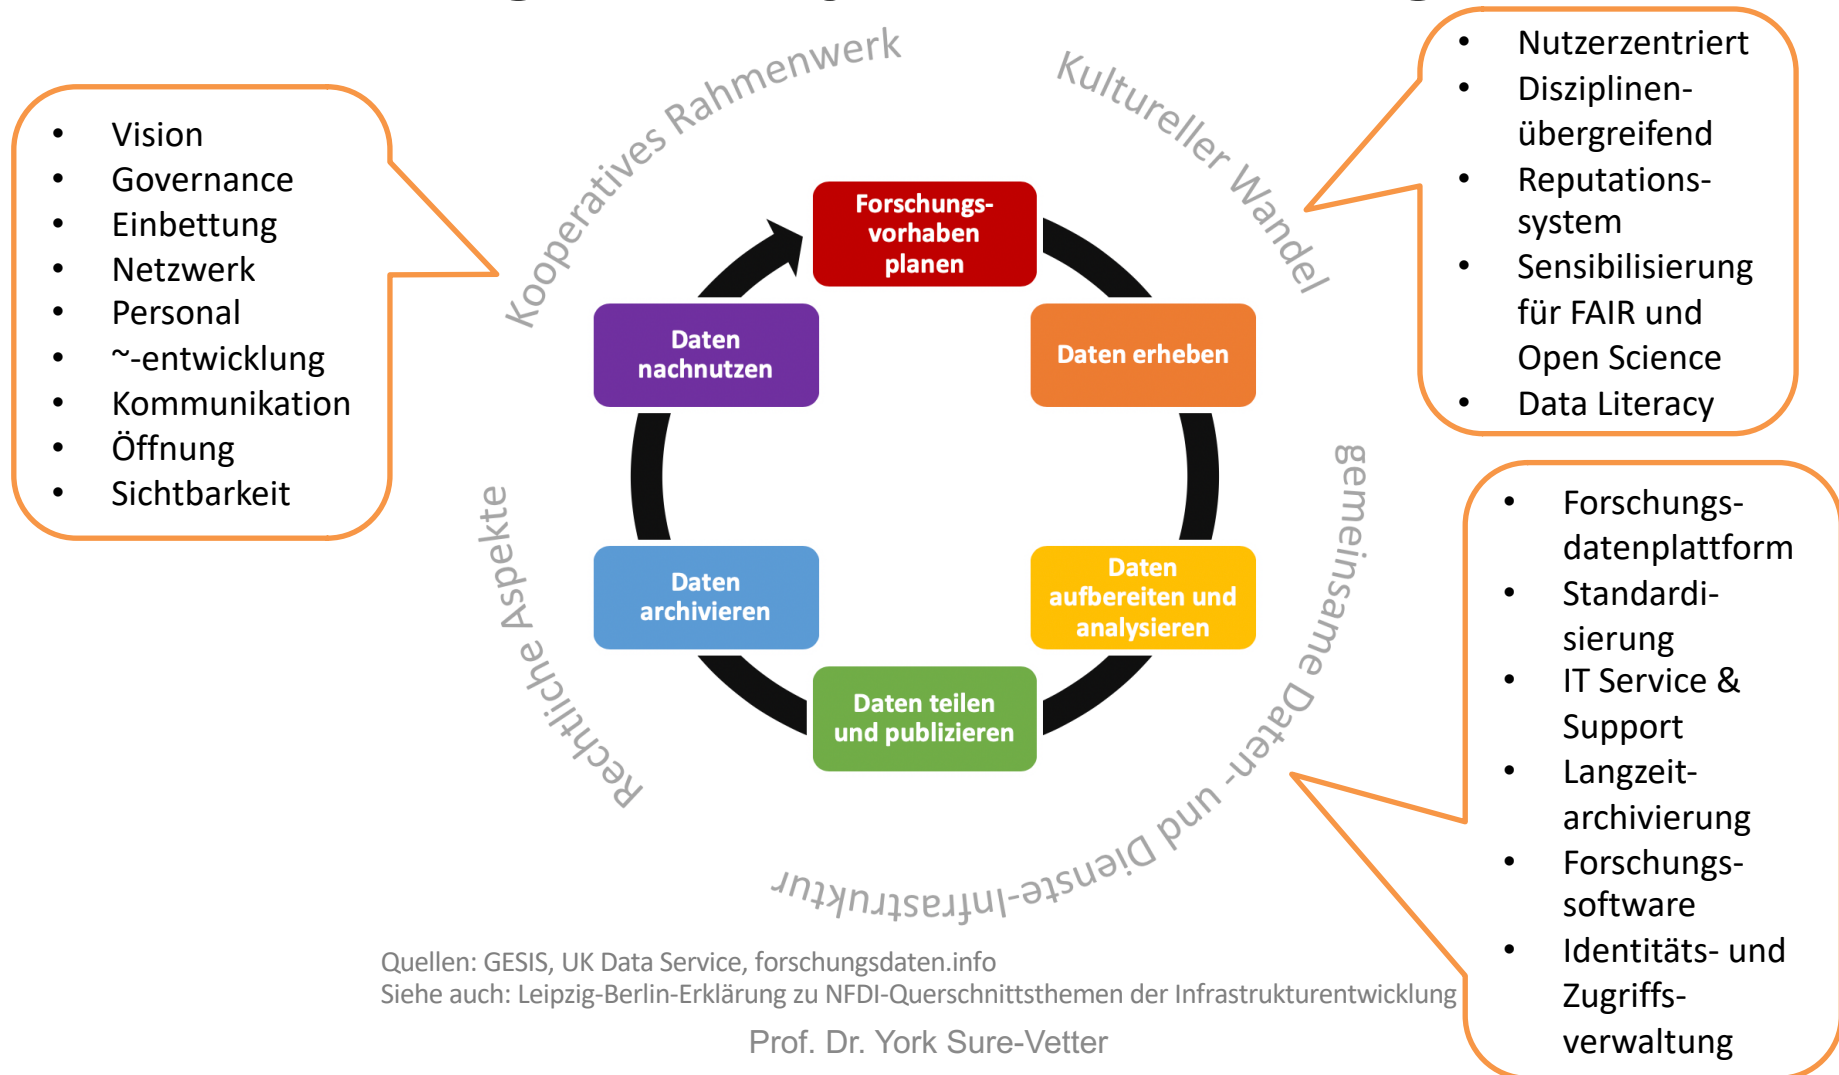 Kooperatives Rahmenwerk
Kultureller Wandel
gemeinsame Daten- und Dienste-Infrastruktur
Rechtliche Aspekte
• Vision
• Governance
• Einbettung
• Netzwerk
• Personal
• ~-entwicklung
• Kommunikation
• Öffnung
• Sichtbarkeit
Forschungs-
vorhaben
planen
Daten erheben
Daten
aufbereiten und
analysieren
Daten teilen
und publizieren
Daten
archivieren
Daten
nachnutzen
• Nutzerzentriert
• Disziplinen-
übergreifend
• Reputations-
system
• Sensibilisierung
für FAIR und
Open Science
• Data Literacy
• Forschungs-
datenplattform
• Standardi-
sierung
• IT Service &
Support
• Langzeit-
archivierung
• Forschungs-
software
• Identitäts- und
Zugriffs-
verwaltung
Quellen: GESIS, UK Data Service, forschungsdaten.info
Siehe auch: Leipzig-Berlin-Erklärung zu NFDI-Querschnittsthemen der Infrastrukturentwicklung
Prof. Dr. York Sure-Vetter